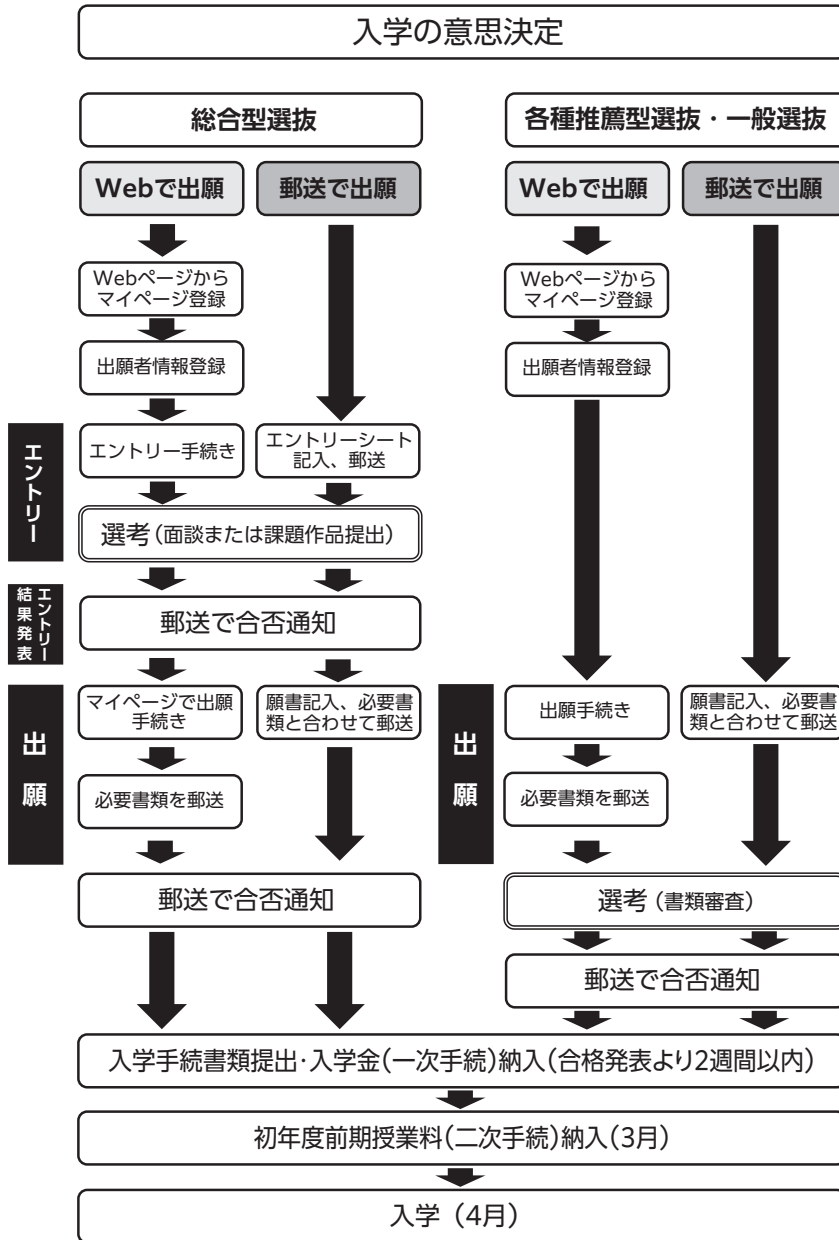 入学の意思決定
総合型選抜
各種推薦型選抜・一般選抜
Webで出願
郵送で出願
Webで出願
郵送で出願
Webページから
マイページ登録
Webページから
マイページ登録
出願者情報登録
出願者情報登録
エントリー
エントリー手続き
エントリーシート
記入、郵送
選考(面談または課題作品提出)
エントリー
結果発表
郵送で合否通知
出願
マイページで出願
手続き
願書記入、必要書
類と合わせて郵送
出願
出願手続き
願書記入、必要書
類と合わせて郵送
必要書類を郵送
必要書類を郵送
郵送で合否通知
選考(書類審査)
郵送で合否通知
入学手続書類提出・入学金(一次手続)納入(合格発表より2週間以内)
初年度前期授業料(二次手続)納入(3月)
入学(4月)